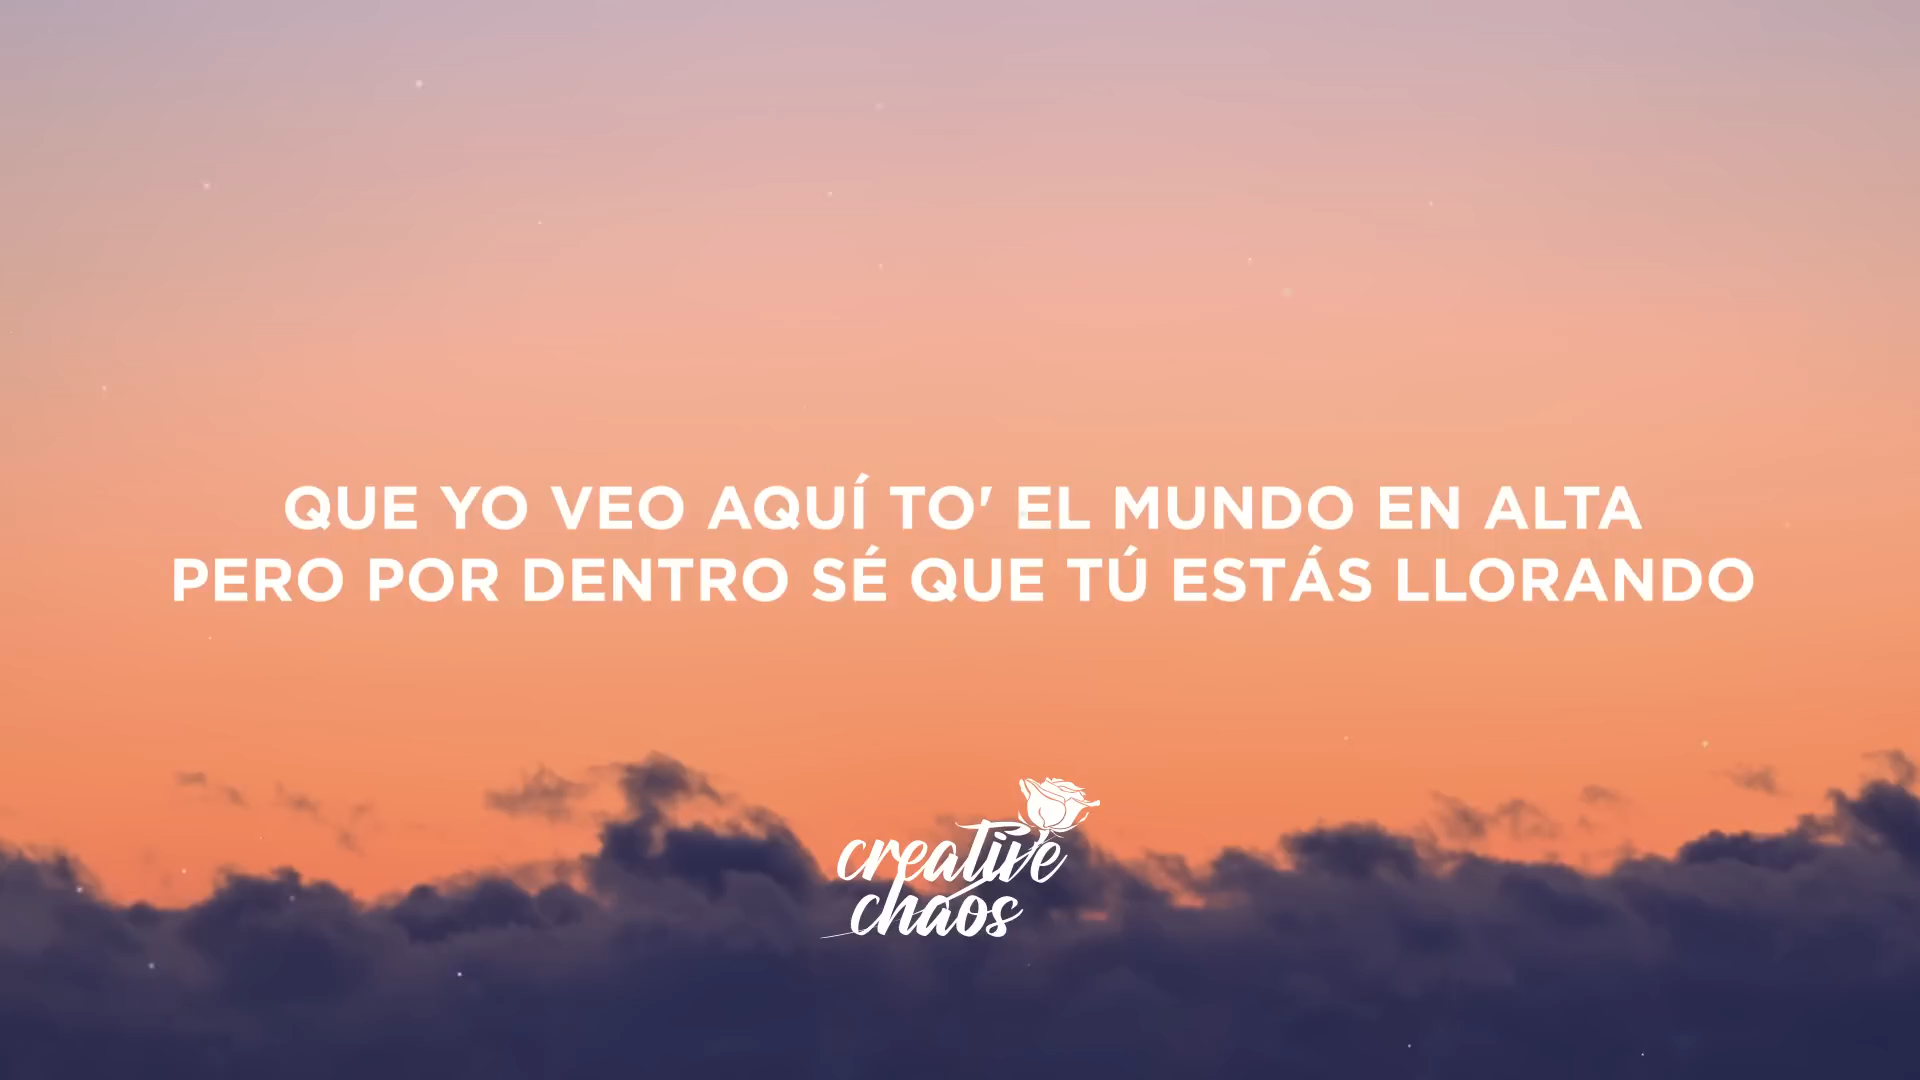 QUE YO VEO AQUÍ TO' EL MUNDO EN ALTA
PERO POR DENTRO SÉ QUE TÚ ESTÁS LLORANDO
creative
chaos